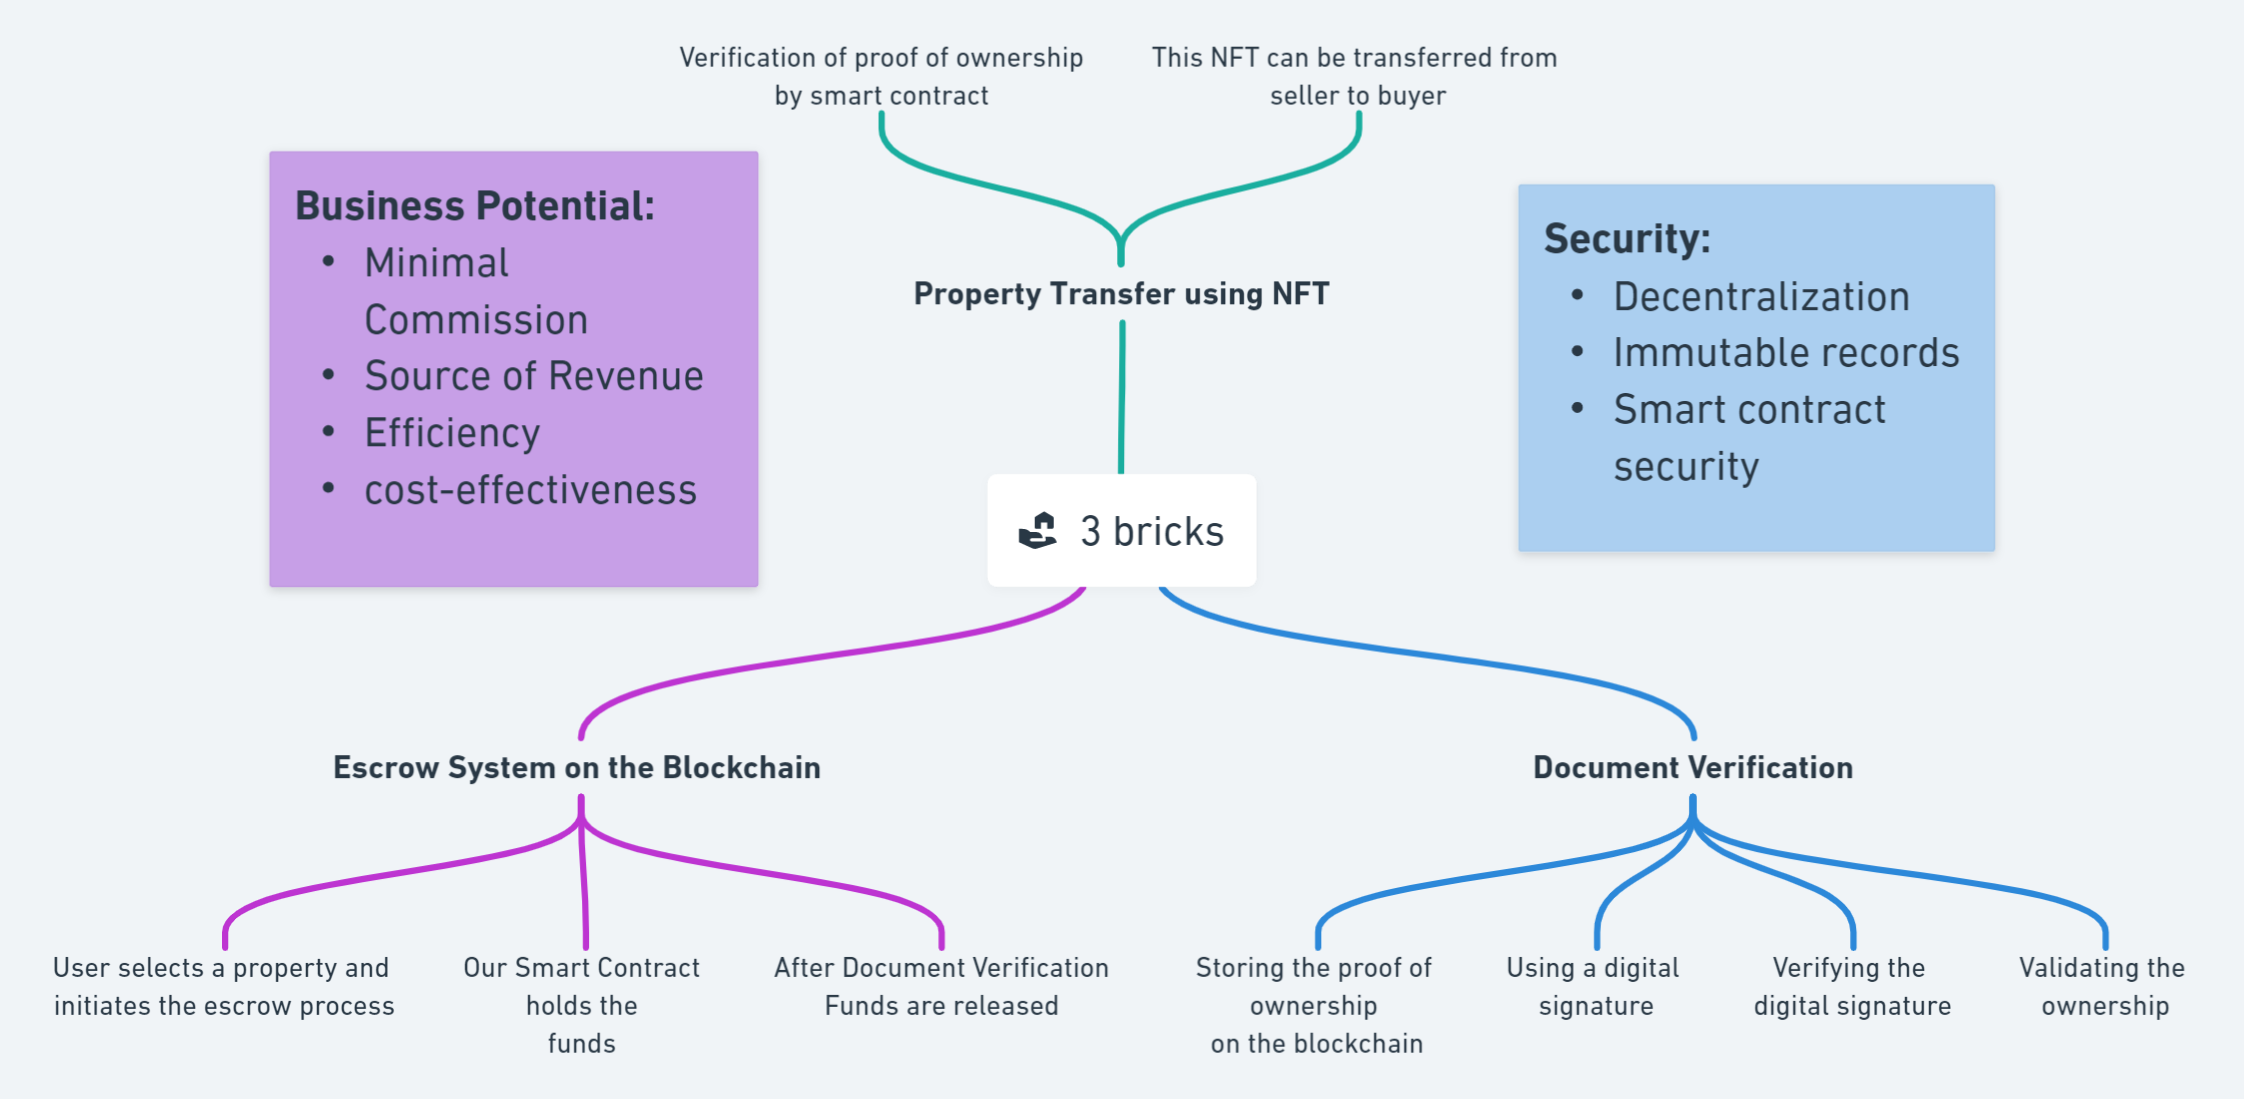 Verification of proof of ownership
by smart contract
This NFT can be transferred from
seller to buyer
Business Potential:
• Minimal
Commission
• Source of Revenue
• Efficiency
• cost-effectiveness
Property Transfer using NFT
Security:
• Decentralization
• Immutable records
• Smart contract
security
3 bricks
Escrow System on the Blockchain
Document Verification
User selects a property and
initiates the escrow process
Our Smart Contract
holds the
funds
After Document Verification
Funds are released
Storing the proof of
ownership
on the blockchain
Using a digital
signature
Verifying the
digital signature
Validating the
ownership